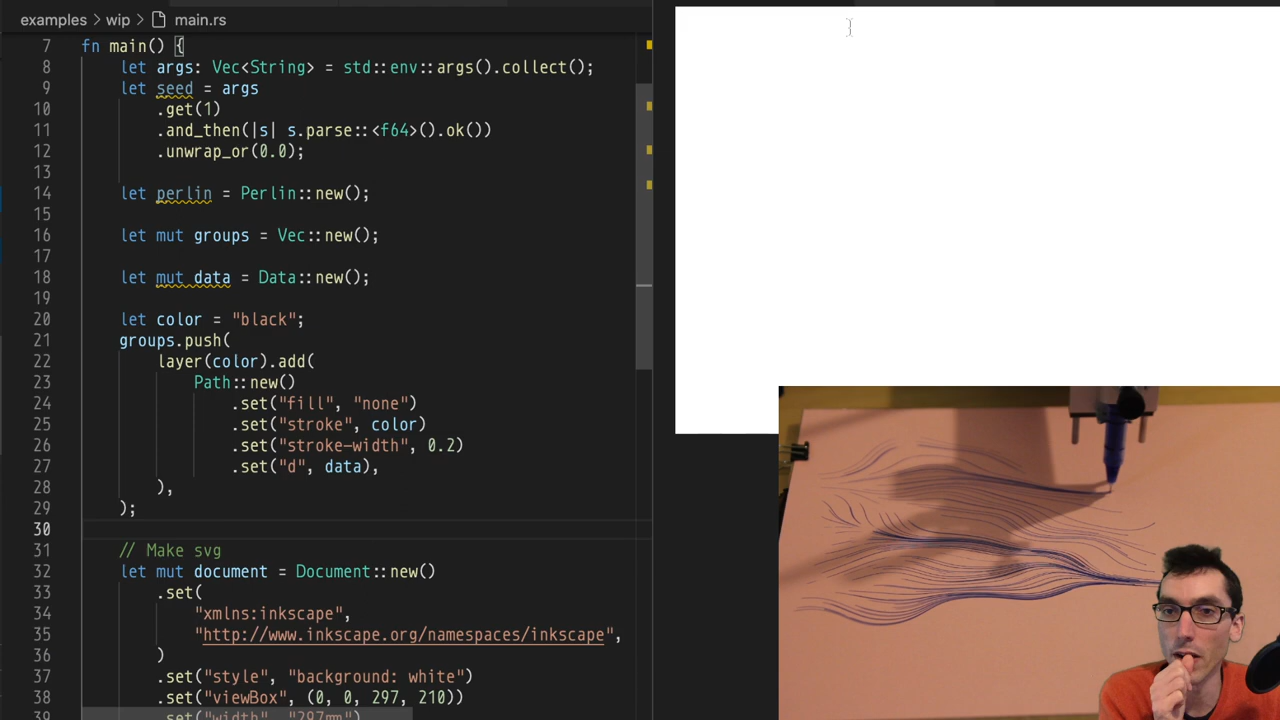 examples › wip › main.rs
7 fn main() {
8 let args: Vec<String> = std::env::args().collect();
9 let seed = args
10 .get(1)
11 .and_then(|s| s.parse::<f64>().ok())
12 .unwrap_or(0.0);
13
14 let perlin = Perlin::new();
15
16 let mut groups = Vec::new();
17
18 let mut data = Data::new();
19
20 let color = "black";
21 groups.push(
22 layer(color).add(
23 Path::new()
24 .set("fill", "none")
25 .set("stroke", color)
26 .set("stroke-width", 0.2)
27 .set("d", data),
28 ),
29 );
30
31 // Make svg
32 let mut document = Document::new()
33 .set(
34 "xmlns:inkscape",
35 "http://www.inkscape.org/namespaces/inkscape",
36 )
37 .set("style", "background: white")
38 .set("viewBox", (0, 0, 297, 210))
39 .set("width", "297mm")